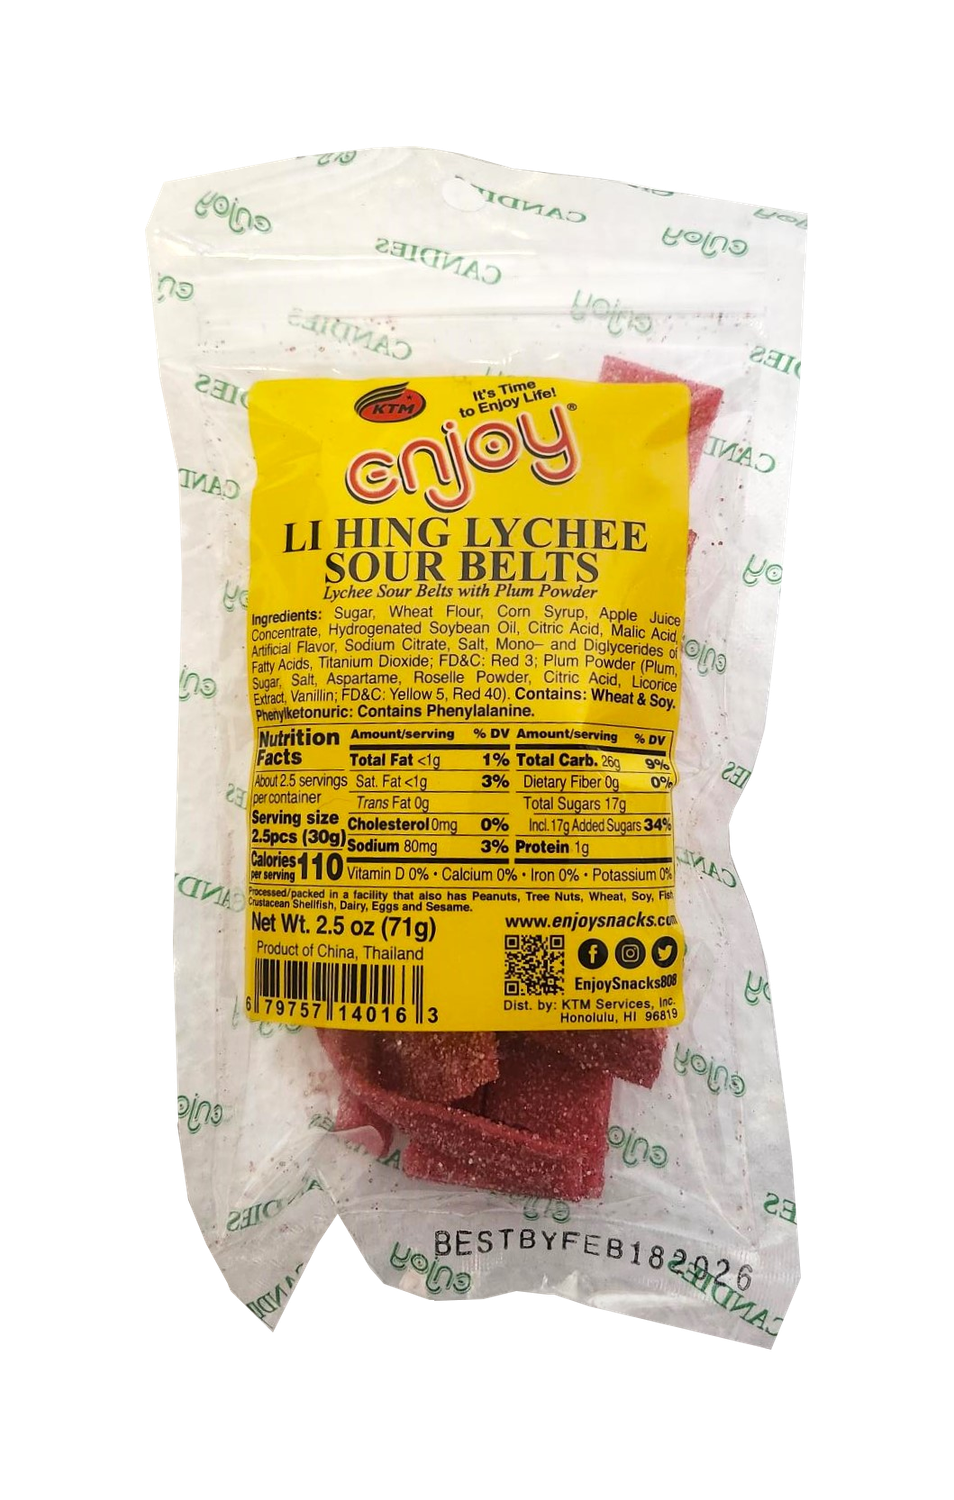 enjoy
CANDIES
enjoy
CANDIES
enjoy
CANDIES
KTM
It's Time
to Enjoy Life!
enjoy®
LI HING LYCHEE
SOUR BELTS
Lychee Sour Belts with Plum Powder
Ingredients: Sugar, Wheat Flour, Corn Syrup, Apple Juice
Concentrate, Hydrogenated Soybean Oil, Citric Acid, Malic Acid,
Artificial Flavor, Sodium Citrate, Salt, Mono– and Diglycerides of
Fatty Acids, Titanium Dioxide; FD&C: Red 3; Plum Powder (Plum,
Sugar, Salt, Aspartame, Roselle Powder, Citric Acid, Licorice
Extract, Vanillin; FD&C: Yellow 5, Red 40). Contains: Wheat & Soy.
Phenylketonuric: Contains Phenylalanine.
Nutrition Facts
About 2.5 servings
per container
Serving size
2.5pcs (30g)
Calories 110
per serving
Amount/serving % DV
Total Fat <1g 1%
Sat. Fat <1g 3%
Trans Fat 0g
Cholesterol 0mg 0%
Sodium 80mg 3%
Amount/serving % DV
Total Carb. 26g 9%
Dietary Fiber 0g 0%
Total Sugars 17g
Incl. 17g Added Sugars 34%
Protein 1g
Vitamin D 0% • Calcium 0% • Iron 0% • Potassium 0%
Processed/packed in a facility that also has Peanuts, Tree Nuts, Wheat, Soy, Fish,
Crustacean Shellfish, Dairy, Eggs and Sesame.
Net Wt. 2.5 oz (71g)
Product of China, Thailand
6 79757 14016 3
www.enjoysnacks.com
EnjoySnacks808
Dist. by: KTM Services, Inc.
Honolulu, HI 96819
BESTBYFEB182026